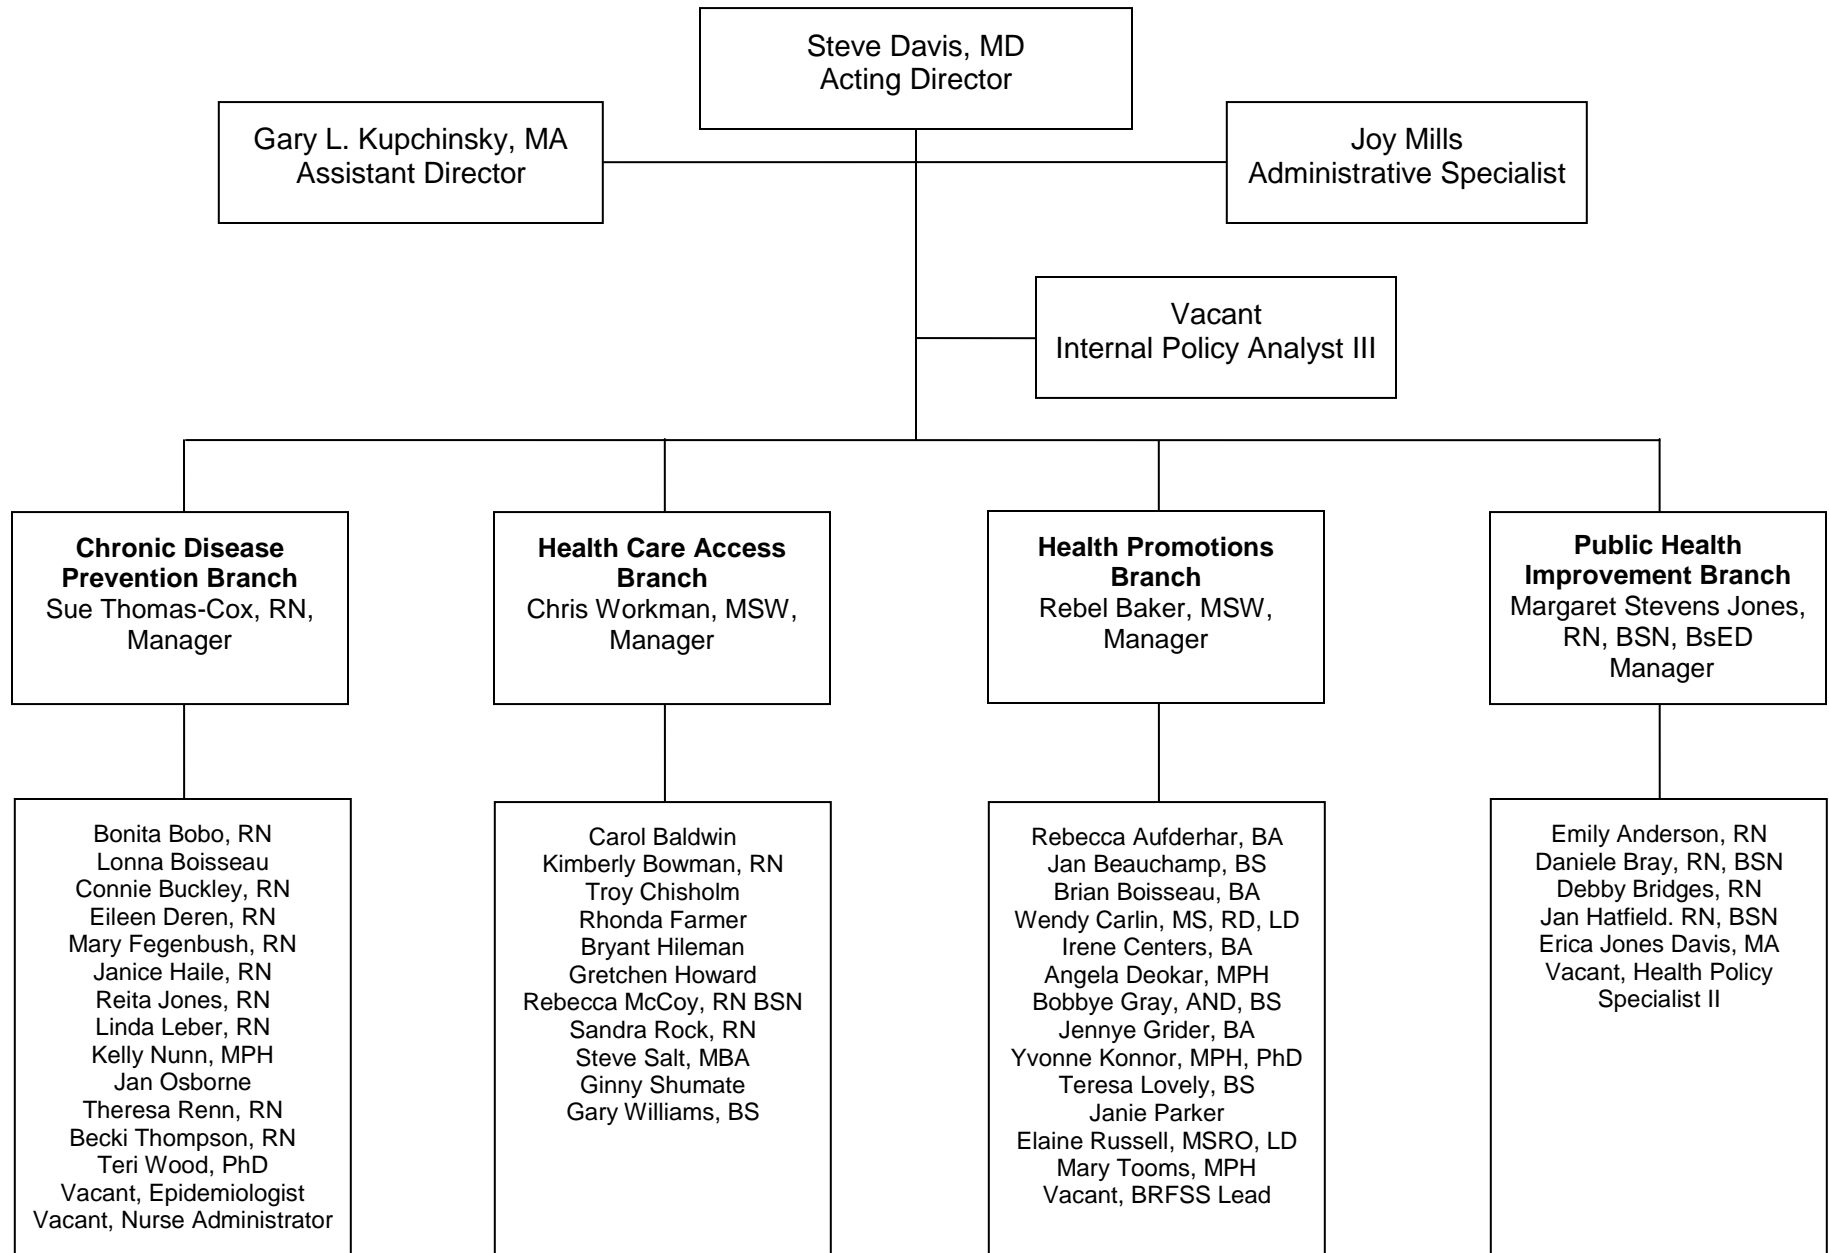 Steve Davis, MD
Acting Director
Gary L. Kupchinsky, MA
Assistant Director
Joy Mills
Administrative Specialist
Vacant
Internal Policy Analyst III
Chronic Disease
Prevention Branch
Sue Thomas-Cox, RN,
Manager
Health Care Access
Branch
Chris Workman, MSW,
Manager
Health Promotions
Branch
Rebel Baker, MSW,
Manager
Public Health
Improvement Branch
Margaret Stevens Jones,
RN, BSN, BsED
Manager
Bonita Bobo, RN
Lonna Boisseau
Connie Buckley, RN
Eileen Deren, RN
Mary Fegenbush, RN
Janice Haile, RN
Reita Jones, RN
Linda Leber, RN
Kelly Nunn, MPH
Jan Osborne
Theresa Renn, RN
Becki Thompson, RN
Teri Wood, PhD
Vacant, Epidemiologist
Vacant, Nurse Administrator
Carol Baldwin
Kimberly Bowman, RN
Troy Chisholm
Rhonda Farmer
Bryant Hileman
Gretchen Howard
Rebecca McCoy, RN BSN
Sandra Rock, RN
Steve Salt, MBA
Ginny Shumate
Gary Williams, BS
Rebecca Aufderhar, BA
Jan Beauchamp, BS
Brian Boisseau, BA
Wendy Carlin, MS, RD, LD
Irene Centers, BA
Angela Deokar, MPH
Bobbye Gray, AND, BS
Jennye Grider, BA
Yvonne Konnor, MPH, PhD
Teresa Lovely, BS
Janie Parker
Elaine Russell, MSRO, LD
Mary Tooms, MPH
Vacant, BRFSS Lead
Emily Anderson, RN
Daniele Bray, RN, BSN
Debby Bridges, RN
Jan Hatfield. RN, BSN
Erica Jones Davis, MA
Vacant, Health Policy
Specialist II